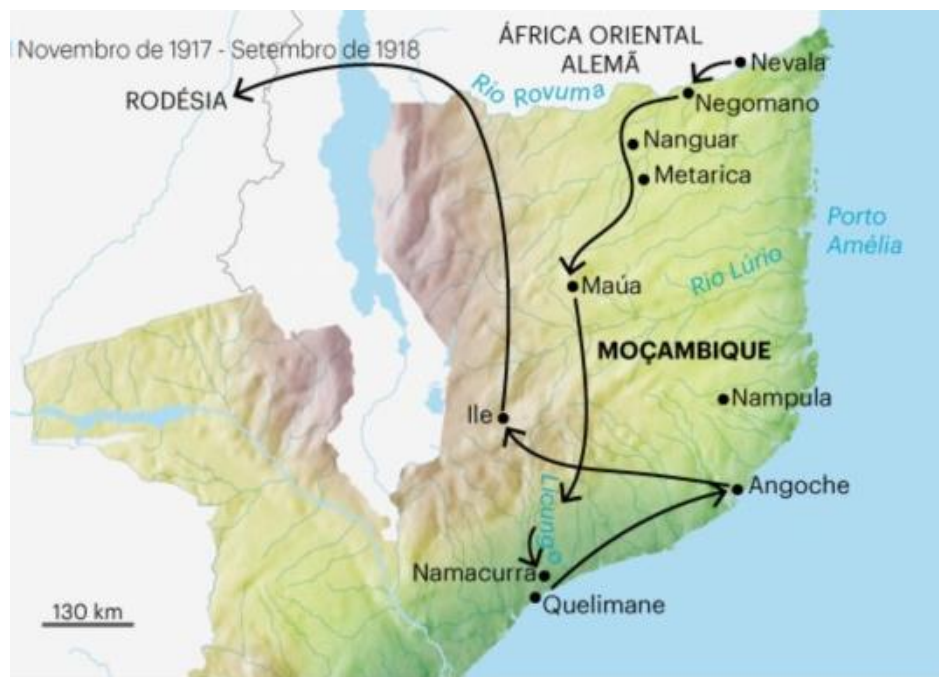 Novembro de 1917 - Setembro de 1918
ÁFRICA ORIENTAL
ALEMÃ
Nevala
RODÉSIA
Rio Rovuma
Negomano
Nanguar
Metarica
Porto
Amélia
Rio Lúrio
Maúa
MOÇAMBIQUE
Nampula
Ile
Angoche
Licungo
Namacurra
Quelimane
130 km